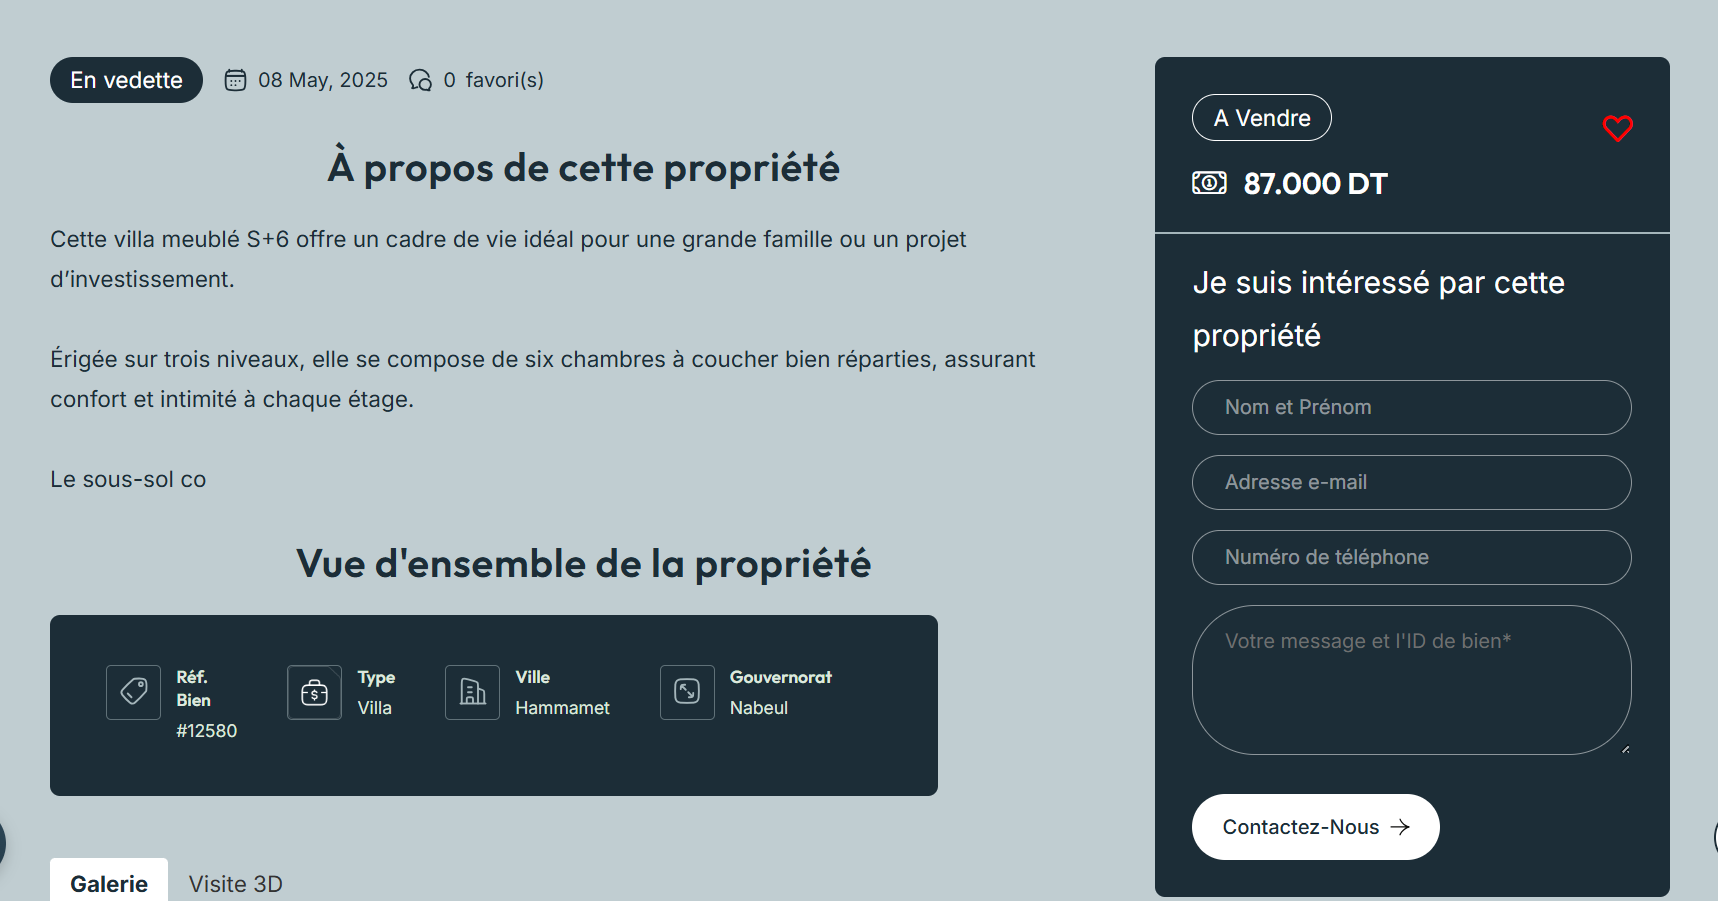 En vedette
08 May, 2025
0 favori(s)
À propos de cette propriété
Cette villa meublé S+6 offre un cadre de vie idéal pour une grande famille ou un projet
d’investissement.
Érigée sur trois niveaux, elle se compose de six chambres à coucher bien réparties, assurant
confort et intimité à chaque étage.
Le sous-sol co
Vue d'ensemble de la propriété
Réf.
Bien
#12580
Type
Villa
Ville
Hammamet
Gouvernorat
Nabeul
Galerie
Visite 3D
A Vendre
87.000 DT
Je suis intéressé par cette
propriété
Nom et Prénom
Adresse e-mail
Numéro de téléphone
Votre message et l'ID de bien*
Contactez-Nous